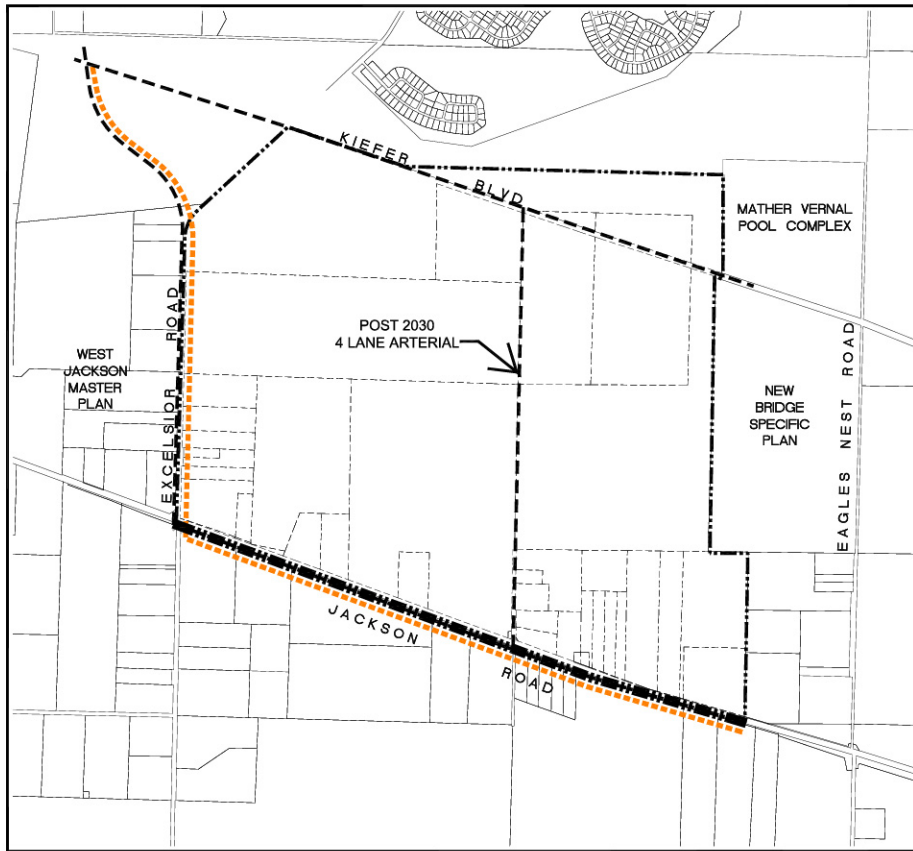 KIEFER
BLVD
MATHER VERNAL
POOL COMPLEX
POST 2030
4 LANE ARTERIAL
WEST
JACKSON
MASTER
PLAN
EXCELSIOR ROAD
NEW
BRIDGE
SPECIFIC
PLAN
EAGLES NEST ROAD
JACKSON
ROAD